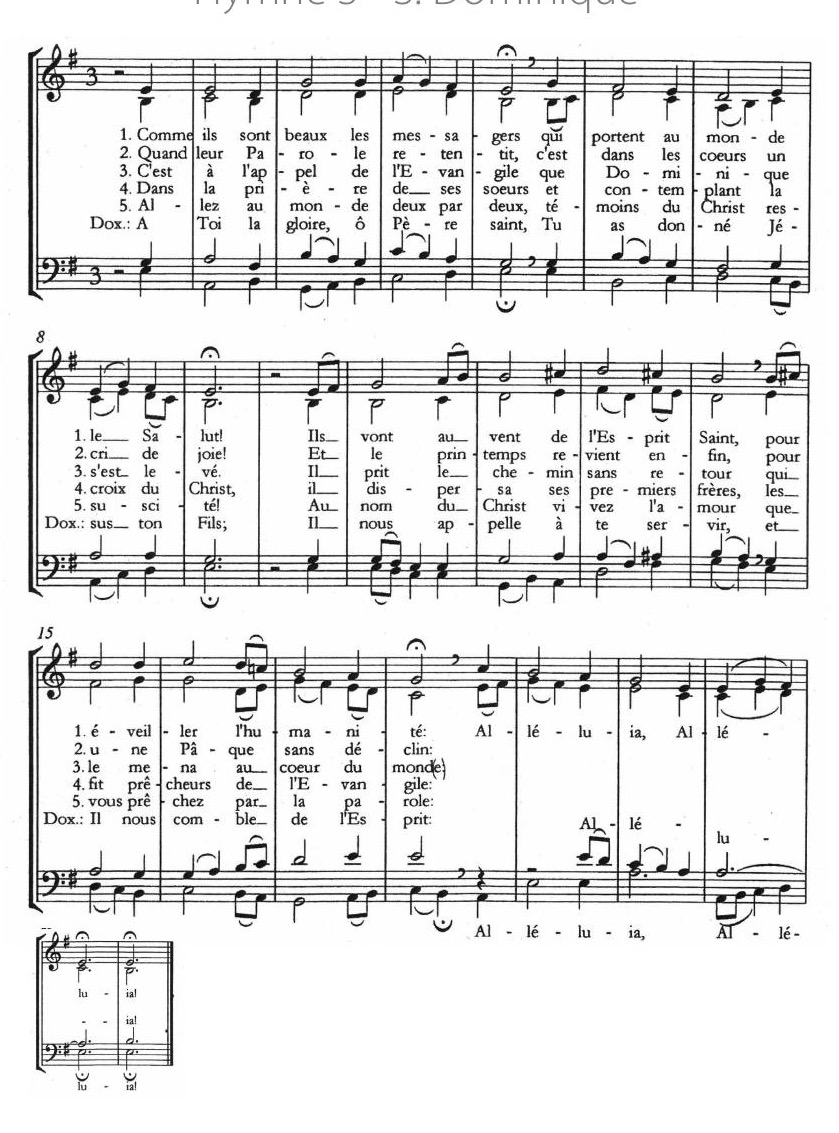 Hymne S. Dominique
3
1. Comme ils sont beaux les mes - sa - gers qui portent au mon - de
2. Quand leur Pa - ro - le re - ten - tit, c'est dans les coeurs un
3. C'est à l'ap - pel de l'E - van - gile que Do - mi - ni - que
4. Dans la pri - è - re de ses soeurs et con - tem - plant la
5. Al - lez au mon - de deux par deux, té - moins du Christ res -
Dox.: A Toi la gloire, ô Pè - re saint, Tu as don - né Jé -
3
8
1. le Sa - lut! Ils vont au vent de l'Es - prit Saint, pour
2. cri de joie! Et le prin - temps re - vient en - fin, pour
3. s'est le - vé. Il prit le che - min sans re - tour qui
4. croix du Christ, il dis - per - sa ses pre - miers frères, les
5. su - sci - té! Au nom du Christ vi - vez l'a - mour que
Dox.: sus ton Fils; Il nous ap - pelle à te ser - vir, et
15
1. é - veil - ler l'hu - ma - ni - té: Al - lé - lu - ia, Al - lé -
2. u - ne Pâ - que sans dé - clin:
3. le me - na au coeur du monde:
4. fit prê - cheurs de l'E - van - gile:
5. vous prê - chez par la pa - role:
Dox.: Il nous com - ble de l'Es - prit: Al - lé - lu -
Al - lé - lu - ia, Al - lé -
lu - ia!
- - ia!
lu - ia!